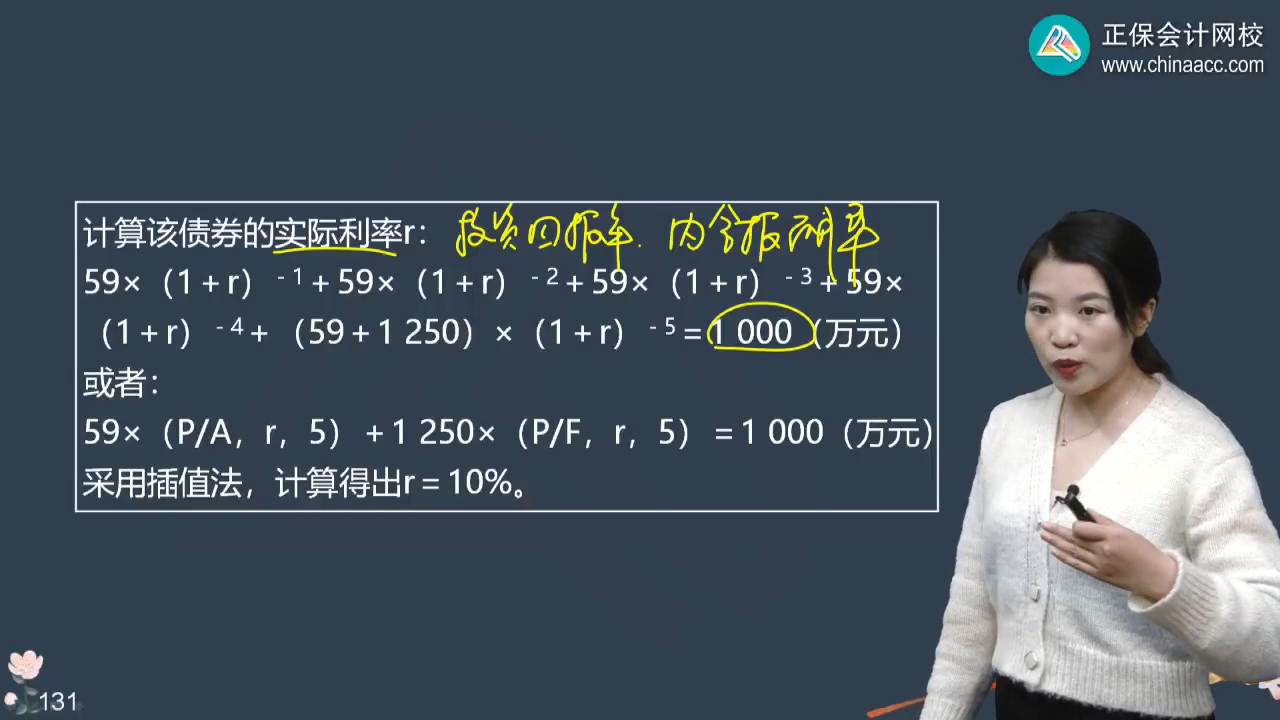 正保会计网校
www.chinaacc.com
计算该债券的实际利率r： 投资回报率. 内含报酬率
59×（1＋r）⁻¹＋59×（1＋r）⁻²＋59×（1＋r）⁻³＋59×
（1＋r）⁻⁴＋（59＋1 250）×（1＋r）⁻⁵＝1 000（万元）
或者：
59×（P/A，r，5）＋1 250×（P/F，r，5）＝1 000（万元）
采用插值法，计算得出r＝10%。
131